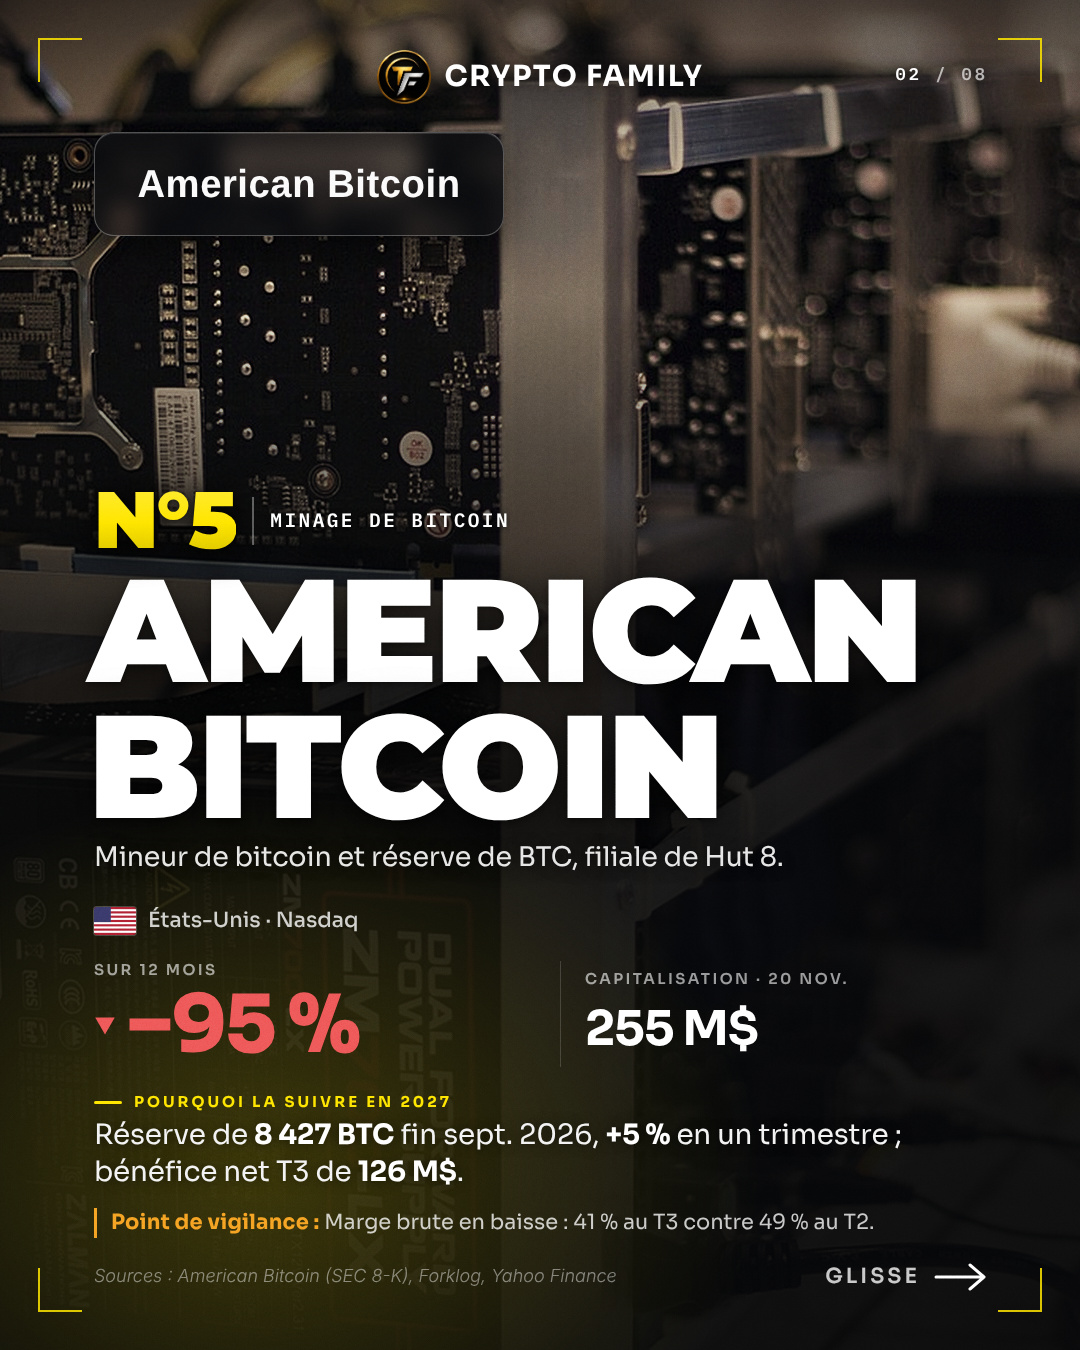 CRYPTO FAMILY
02 / 08
American Bitcoin
N°5
MINAGE DE BITCOIN
AMERICAN
BITCOIN
Mineur de bitcoin et réserve de BTC, filiale de Hut 8.
États-Unis · Nasdaq
SUR 12 MOIS
▼ −95 %
CAPITALISATION · 20 NOV.
255 M$
POURQUOI LA SUIVRE EN 2027
Réserve de 8 427 BTC fin sept. 2026, +5 % en un trimestre ;
bénéfice net T3 de 126 M$.
Point de vigilance : Marge brute en baisse : 41 % au T3 contre 49 % au T2.
Sources : American Bitcoin (SEC 8-K), Forklog, Yahoo Finance
GLISSE